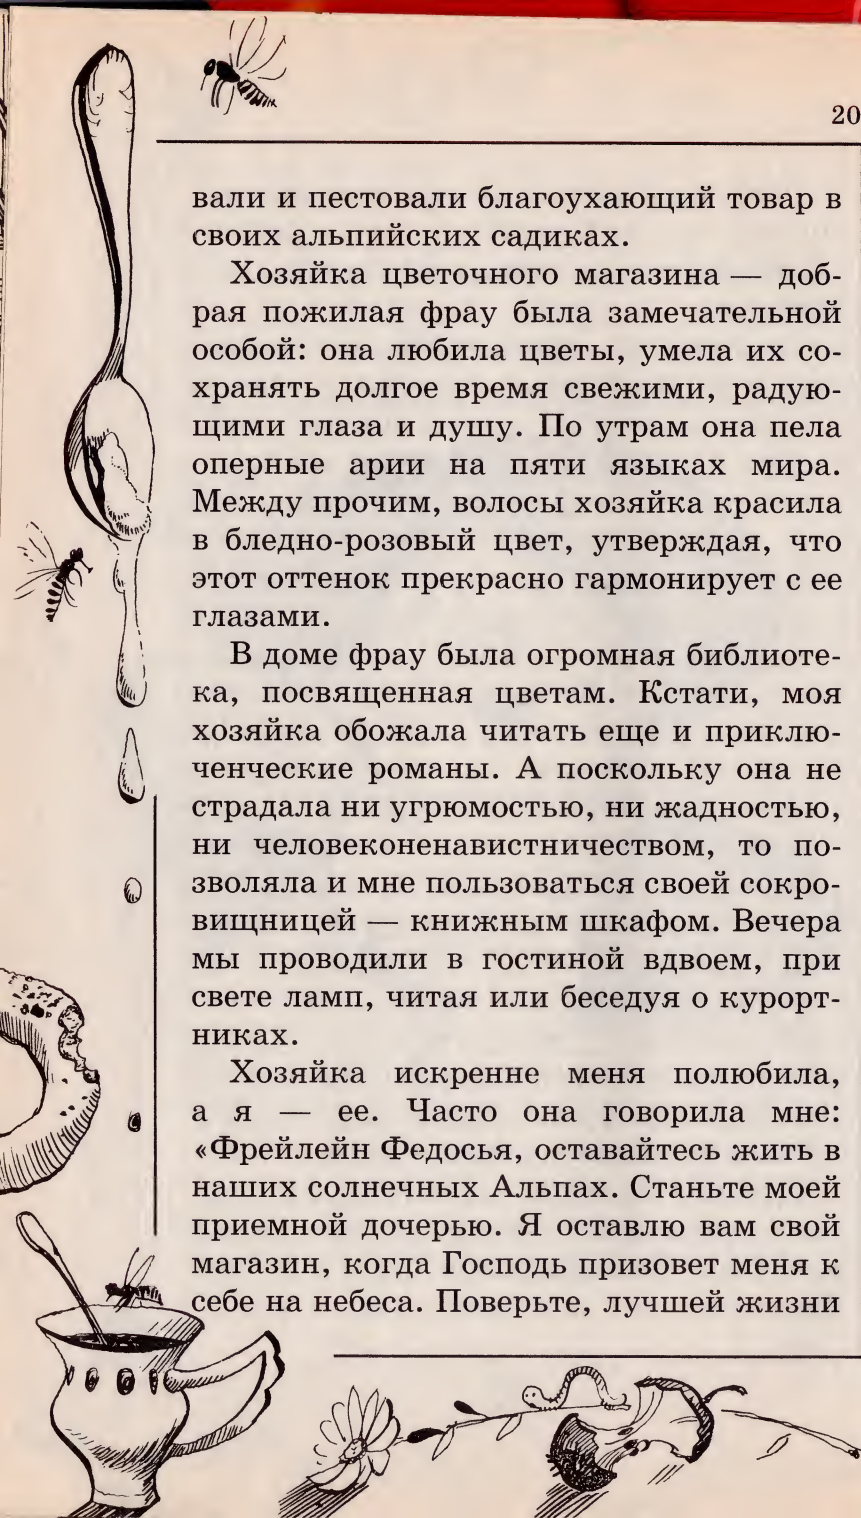 20
вали и пестовали благоухающий товар в
своих альпийских садиках.
Хозяйка цветочного магазина — доб-
рая пожилая фрау была замечательной
особой: она любила цветы, умела их со-
хранять долгое время свежими, радую-
щими глаза и душу. По утрам она пела
оперные арии на пяти языках мира.
Между прочим, волосы хозяйка красила
в бледно-розовый цвет, утверждая, что
этот оттенок прекрасно гармонирует с ее
глазами.
В доме фрау была огромная библиоте-
ка, посвященная цветам. Кстати, моя
хозяйка обожала читать еще и приклю-
ченческие романы. А поскольку она не
страдала ни угрюмостью, ни жадностью,
ни человеконенавистничеством, то по-
зволяла и мне пользоваться своей сокро-
вищницей — книжным шкафом. Вечера
мы проводили в гостиной вдвоем, при
свете ламп, читая или беседуя о курорт-
никах.
Хозяйка искренне меня полюбила,
а я — ее. Часто она говорила мне:
«Фрейлейн Федосья, оставайтесь жить в
наших солнечных Альпах. Станьте моей
приемной дочерью. Я оставлю вам свой
магазин, когда Господь призовет меня к
себе на небеса. Поверьте, лучшей жизни